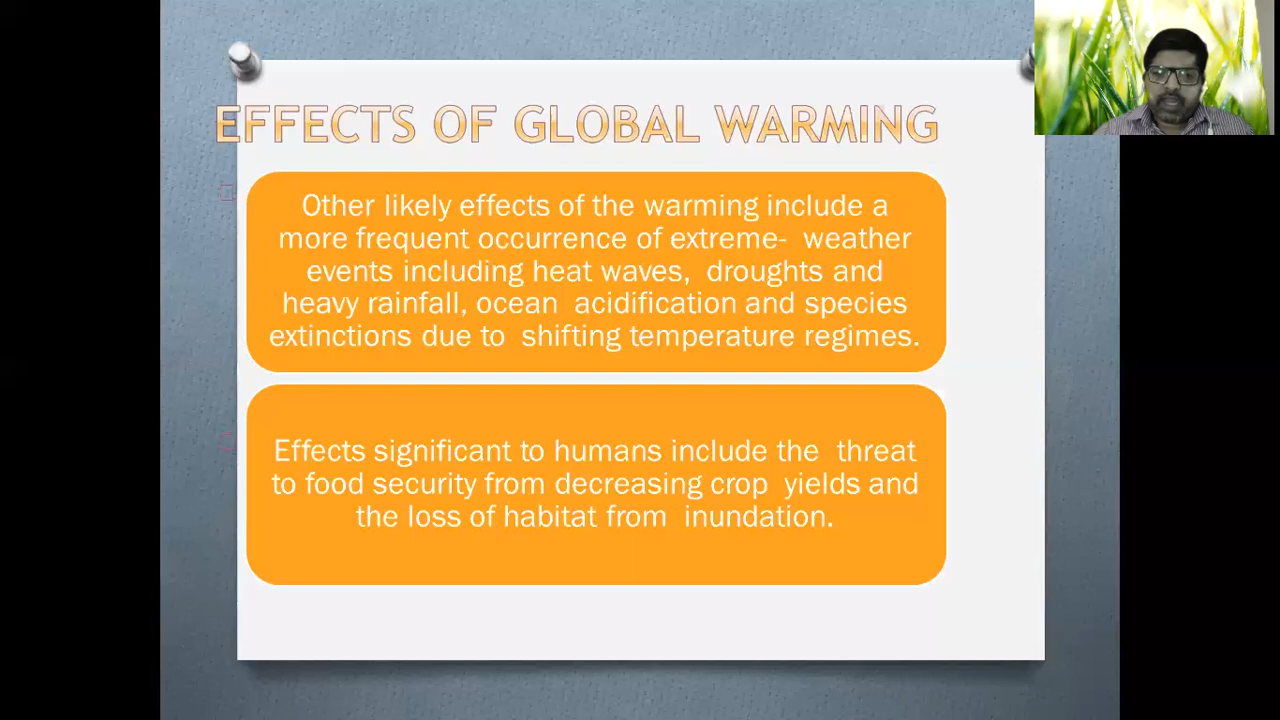 EFFECTS OF GLOBAL WARMING
Other likely effects of the warming include a
more frequent occurrence of extreme- weather
events including heat waves, droughts and
heavy rainfall, ocean acidification and species
extinctions due to shifting temperature regimes.
Effects significant to humans include the threat
to food security from decreasing crop yields and
the loss of habitat from inundation.